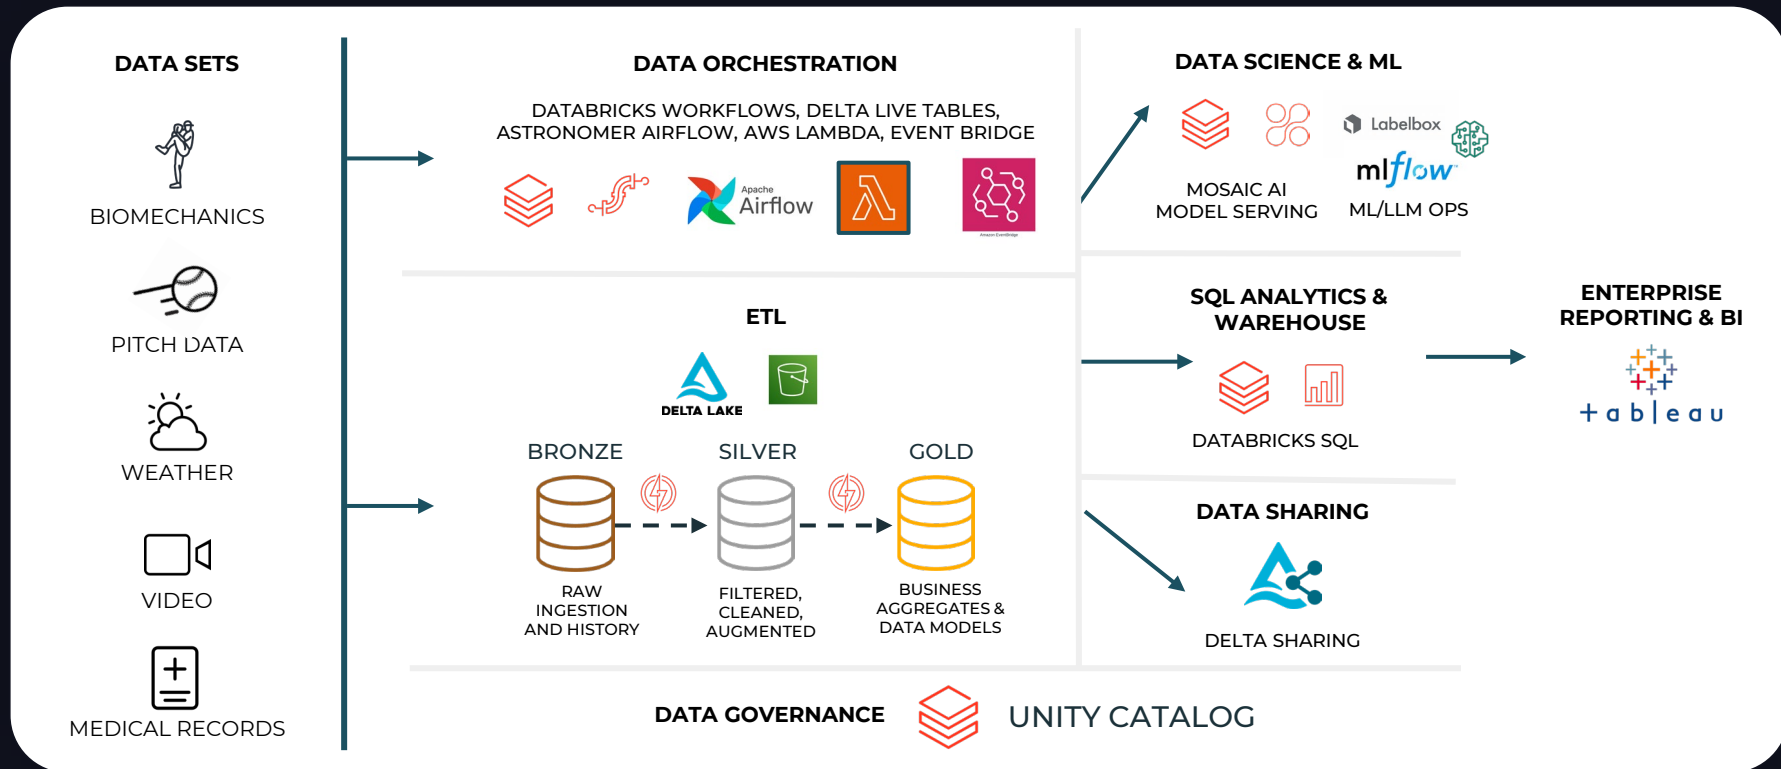 DATA SETS
BIOMECHANICS
PITCH DATA
WEATHER
VIDEO
MEDICAL RECORDS
DATA ORCHESTRATION
DATABRICKS WORKFLOWS, DELTA LIVE TABLES,
ASTRONOMER AIRFLOW, AWS LAMBDA, EVENT BRIDGE
Apache
Airflow
Amazon EventBridge
ETL
DELTA LAKE
BRONZE
SILVER
GOLD
RAW
INGESTION
AND HISTORY
FILTERED,
CLEANED,
AUGMENTED
BUSINESS
AGGREGATES &
DATA MODELS
DATA SCIENCE & ML
Labelbox
mlflow
MOSAIC AI
MODEL SERVING
ML/LLM OPS
SQL ANALYTICS &
WAREHOUSE
DATABRICKS SQL
DATA SHARING
DELTA SHARING
ENTERPRISE
REPORTING & BI
tableau
DATA GOVERNANCE
UNITY CATALOG